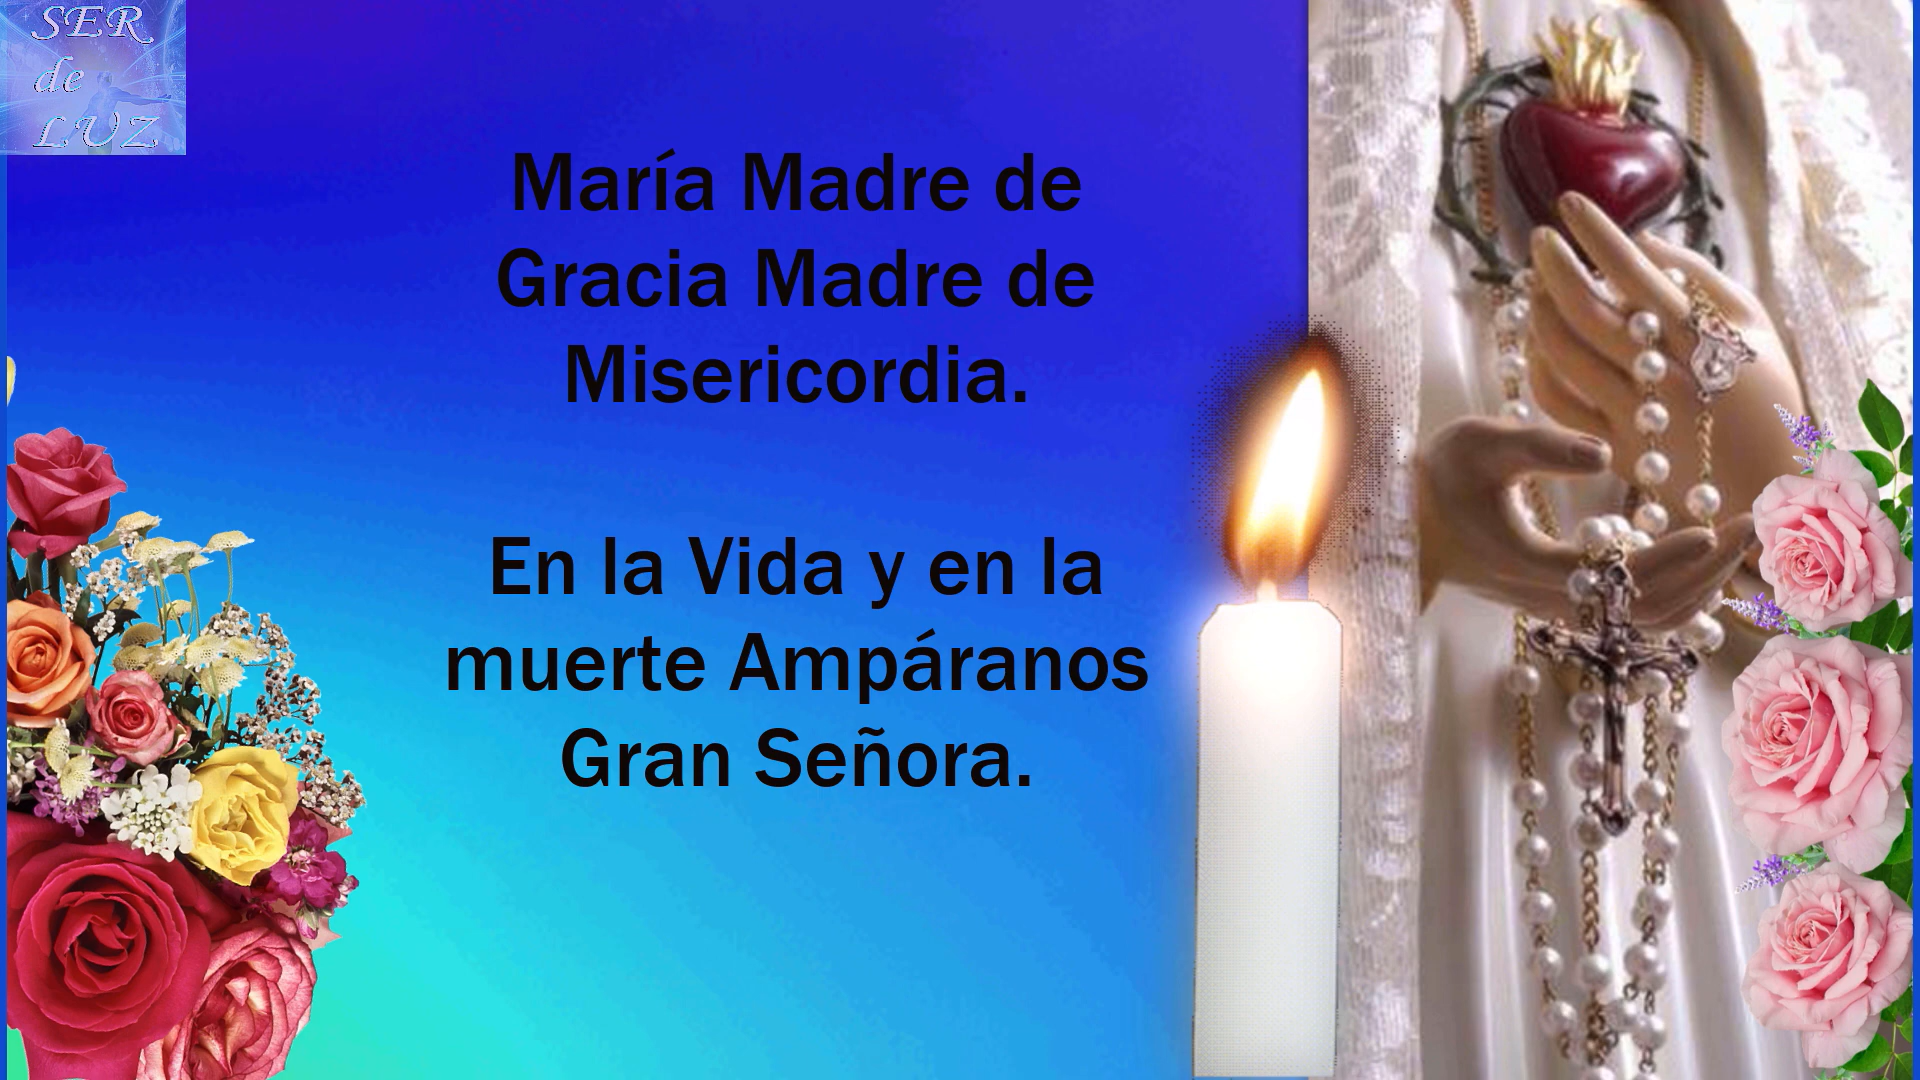 SER
de
LUZ
María Madre de
Gracia Madre de
Misericordia.
En la Vida y en la
muerte Ampáranos
Gran Señora.